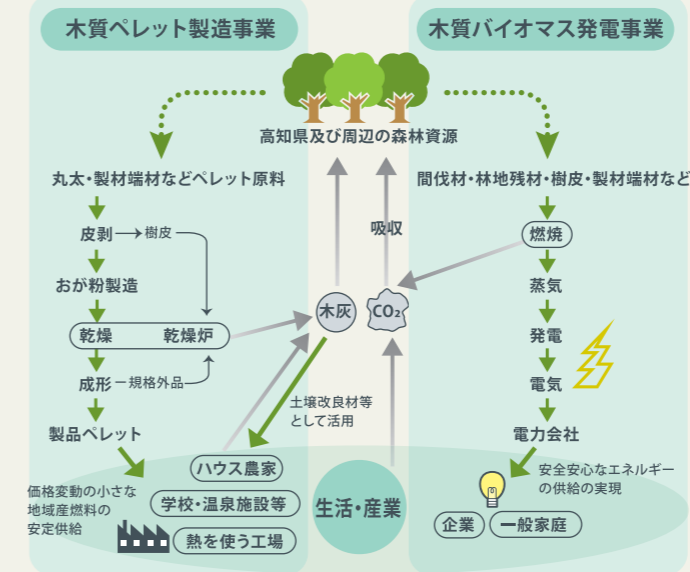 木質ペレット製造事業
木質バイオマス発電事業
高知県及び周辺の森林資源
丸太・製材端材などペレット原料
間伐材・林地残材・樹皮・製材端材など
皮剥
樹皮
吸収
燃焼
おが粉製造
蒸気
木灰
CO₂
乾燥
乾燥炉
発電
成形
規格外品
電気
土壌改良材等
として活用
製品ペレット
電力会社
ハウス農家
安全安心なエネルギー
の供給の実現
価格変動の小さな
地域産燃料の
安定供給
学校・温泉施設等
生活・産業
企業
一般家庭
熱を使う工場